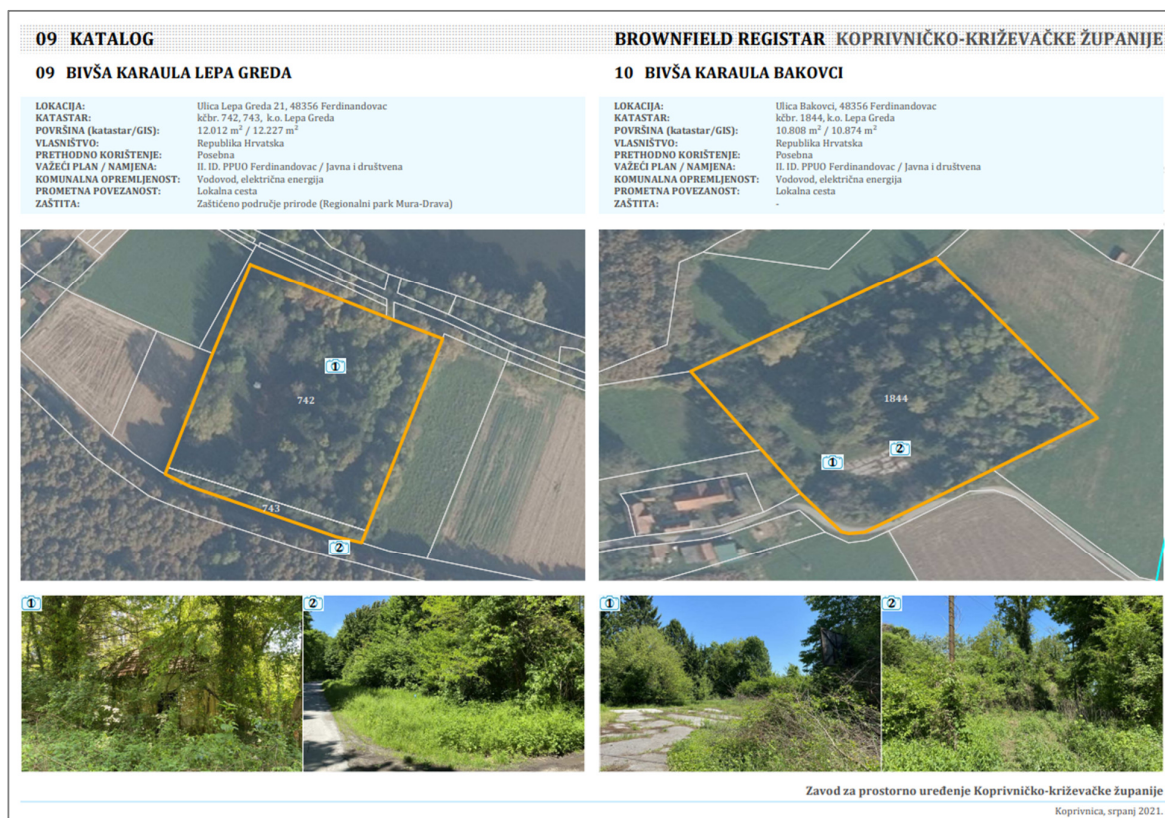 09 KATALOG
BROWNFIELD REGISTAR KOPRIVNIČKO-KRIŽEVAČKE ŽUPANIJE
09 BIVŠA KARAULA LEPA GREDA
LOKACIJA: Ulica Lepa Greda 21, 48356 Ferdinandovac
KATASTAR: kčbr. 742, 743, k.o. Lepa Greda
POVRŠINA (katastar/GIS): 12.012 m² / 12.227 m²
VLASNIŠTVO: Republika Hrvatska
PRETHODNO KORIŠTENJE: Posebna
VAŽEĆI PLAN / NAMJENA: II. ID. PPUO Ferdinandovac / Javna i društvena
KOMUNALNA OPREMLJENOST: Vodovod, električna energija
PROMETNA POVEZANOST: Lokalna cesta
ZAŠTITA: Zaštićeno područje prirode (Regionalni park Mura-Drava)
1
742
743
2
1
2
10 BIVŠA KARAULA BAKOVCI
LOKACIJA: Ulica Bakovci, 48356 Ferdinandovac
KATASTAR: kčbr. 1844, k.o. Lepa Greda
POVRŠINA (katastar/GIS): 10.808 m² / 10.874 m²
VLASNIŠTVO: Republika Hrvatska
PRETHODNO KORIŠTENJE: Posebna
VAŽEĆI PLAN / NAMJENA: II. ID. PPUO Ferdinandovac / Javna i društvena
KOMUNALNA OPREMLJENOST: Vodovod, električna energija
PROMETNA POVEZANOST: Lokalna cesta
ZAŠTITA: -
1844
2
1
1
2
Zavod za prostorno uređenje Koprivničko-križevačke županije
Koprivnica, srpanj 2021.